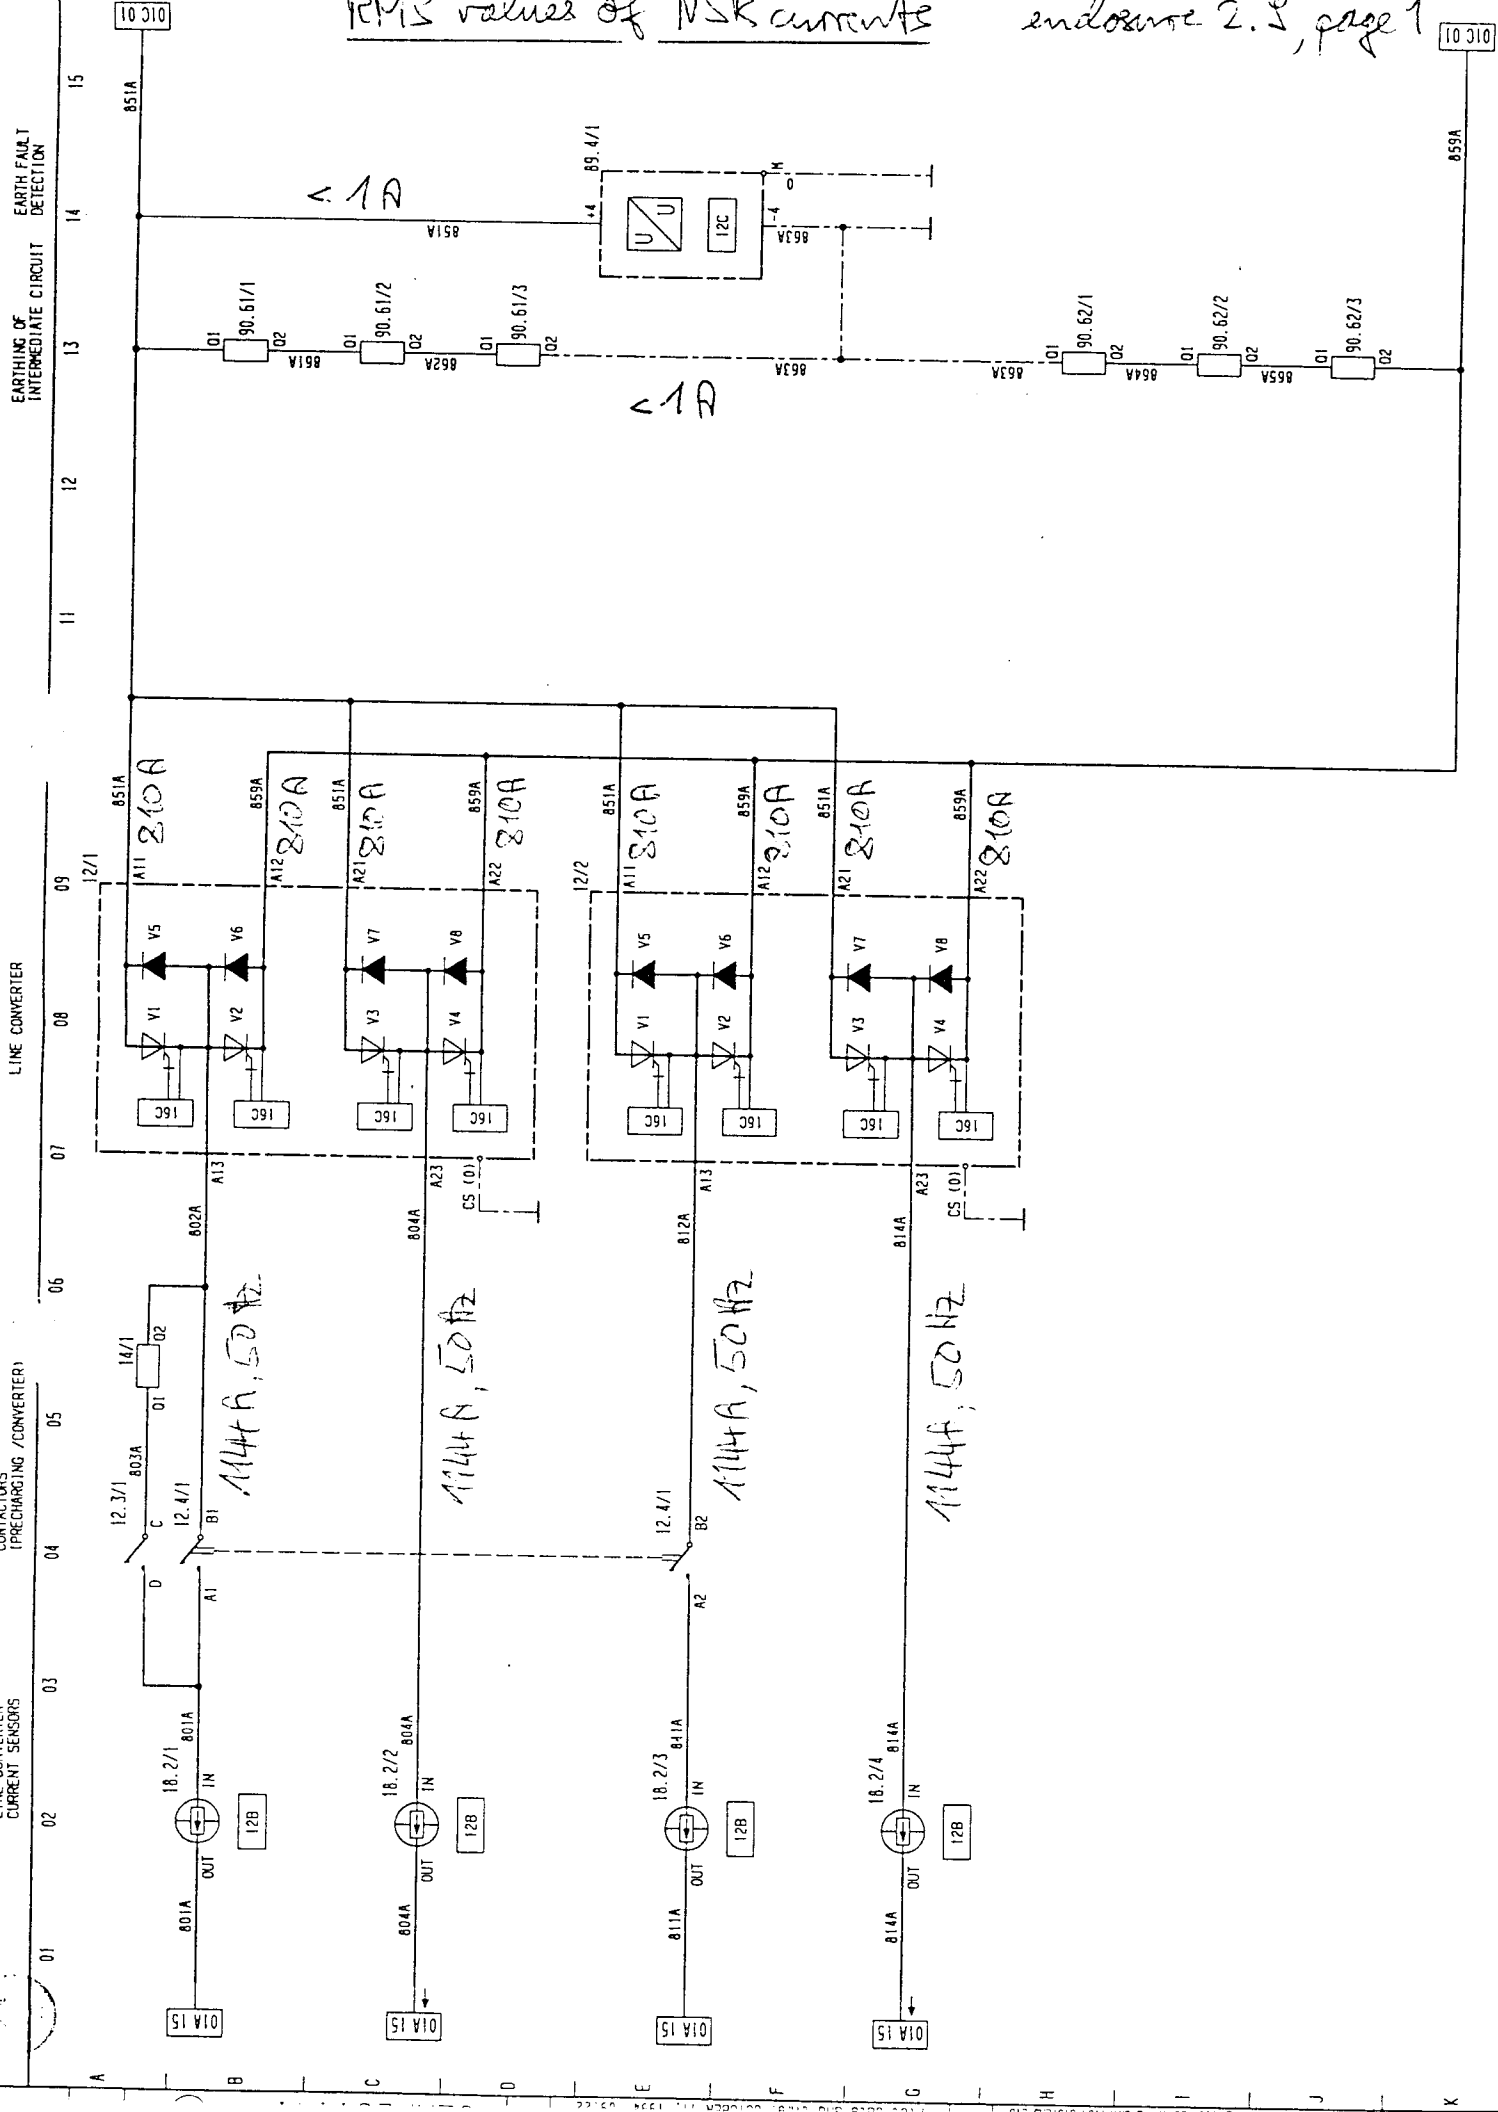 RMS values of NSK currents
enclosure 2.5, page 1
01C 01
01C 01
15
851A
859A
EARTH FAULT
DETECTION
14
< 1A
851A
+4
89.4/1
U
U
12C
-4
863A
M
0
EARTHING OF
INTERMEDIATE CIRCUIT
13
01
90.61/1
02
861A
01
90.61/2
02
862A
01
90.61/3
02
863A
863A
01
90.62/1
02
864A
01
90.62/2
02
865A
01
90.62/3
02
< 1A
12
11
851A
810A
859A
810A
851A
810A
859A
810A
851A
810A
859A
810A
851A
810A
859A
810A
09
12/1
A11
A12
A21
A22
12/2
A11
A12
A21
A22
LINE CONVERTER
08
V5
V6
V7
V8
V5
V6
V7
V8
V1
V2
V3
V4
V1
V2
V3
V4
16C
16C
16C
16C
16C
16C
16C
16C
07
A13
A23
CS (0)
A13
A23
CS (0)
802A
804A
812A
814A
06
14/1
01
02
1144A, 50Hz
1144A, 50Hz
1144A, 50Hz
1144A, 50Hz
CONTACTORS
(PRECHARGING /CONVERTER)
05
803A
12.3/1
C
D
12.4/1
B1
A1
12.4/1
B2
A2
04
03
CURRENT SENSORS
02
801A
18.2/1
IN
OUT
12B
804A
18.2/2
IN
OUT
12B
811A
18.2/3
IN
OUT
12B
814A
18.2/4
IN
OUT
12B
801A
804A
811A
814A
01
01A 15
01A 15
01A 15
01A 15
A
B
C
D
E
F
G
H
I
J
K